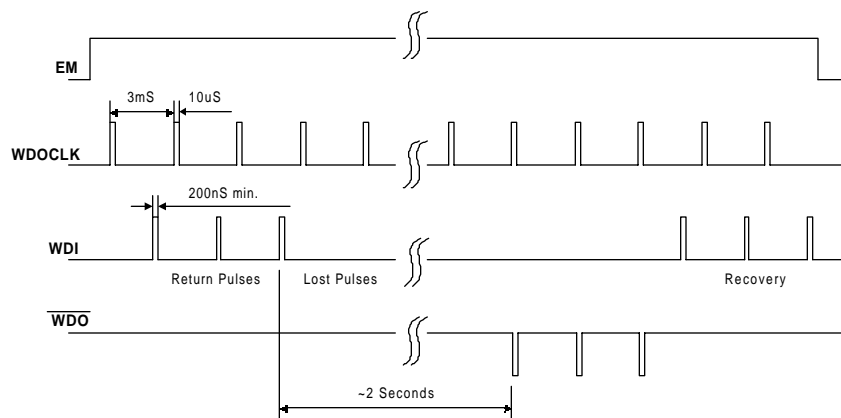 EM
3mS
10uS
WDOCLK
200nS min.
WDI
Return Pulses
Lost Pulses
Recovery
WDO
~2 Seconds